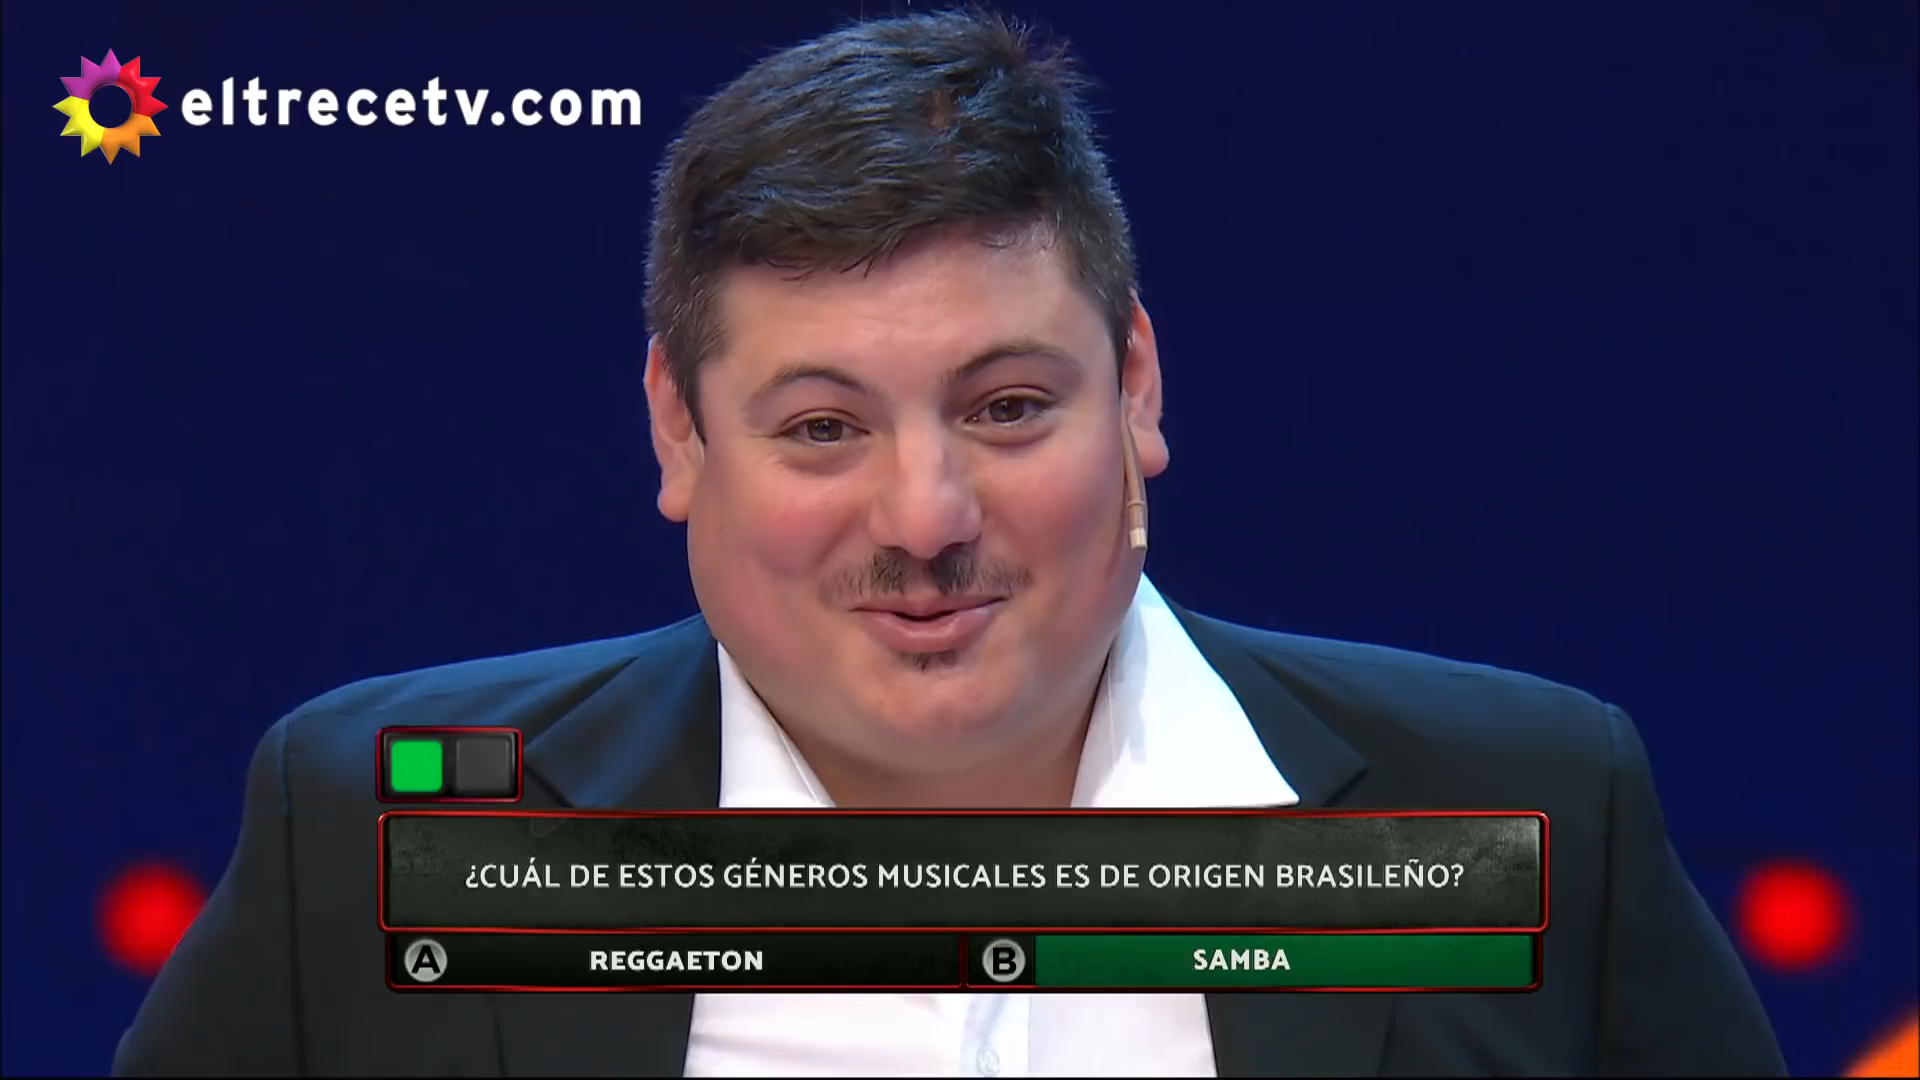 eltrecetv.com
¿CUÁL DE ESTOS GÉNEROS MUSICALES ES DE ORIGEN BRASILEÑO?
A REGGAETON
B SAMBA